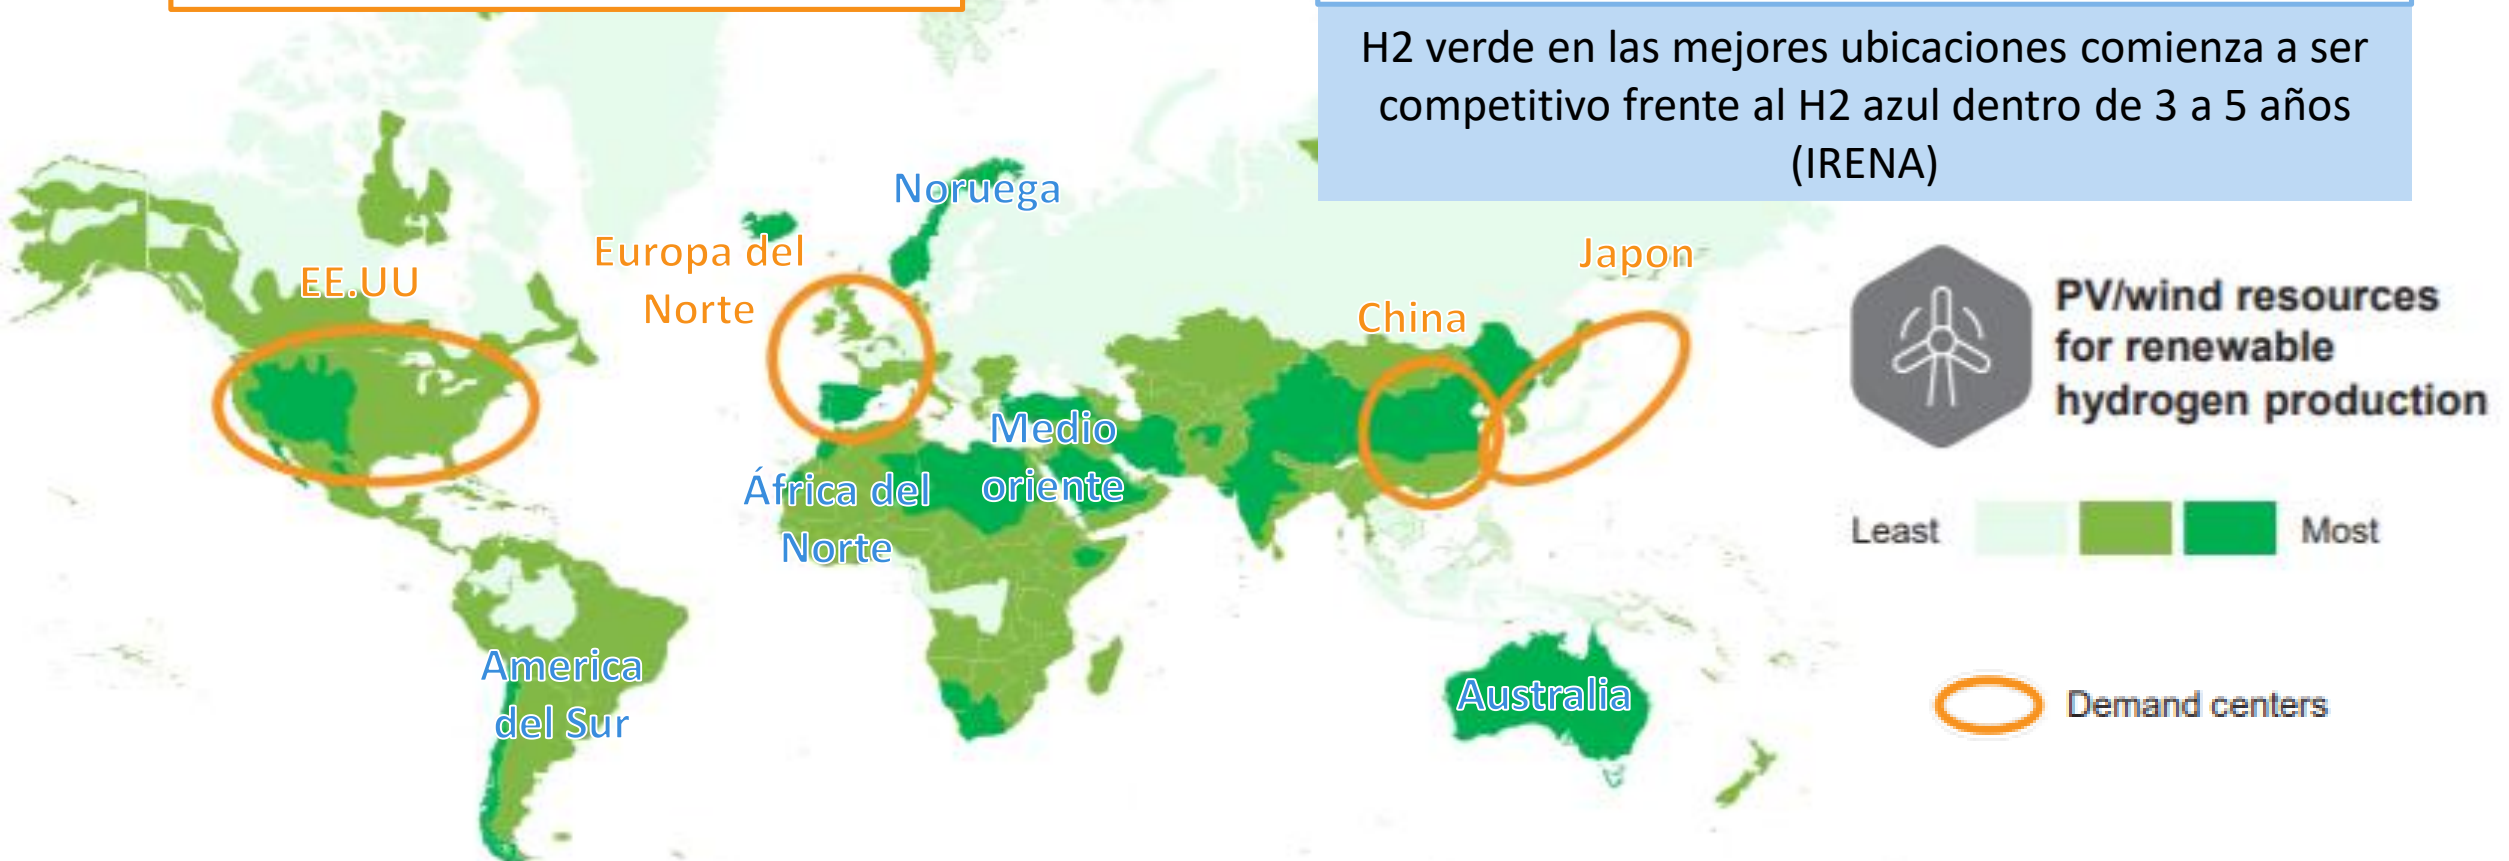 H2 verde en las mejores ubicaciones comienza a ser
competitivo frente al H2 azul dentro de 3 a 5 años
(IRENA)
Noruega
Europa del
Norte
EE.UU
Japon
China
Medio
oriente
África del
Norte
America
del Sur
Australia
PV/wind resources
for renewable
hydrogen production
Least
Most
Demand centers